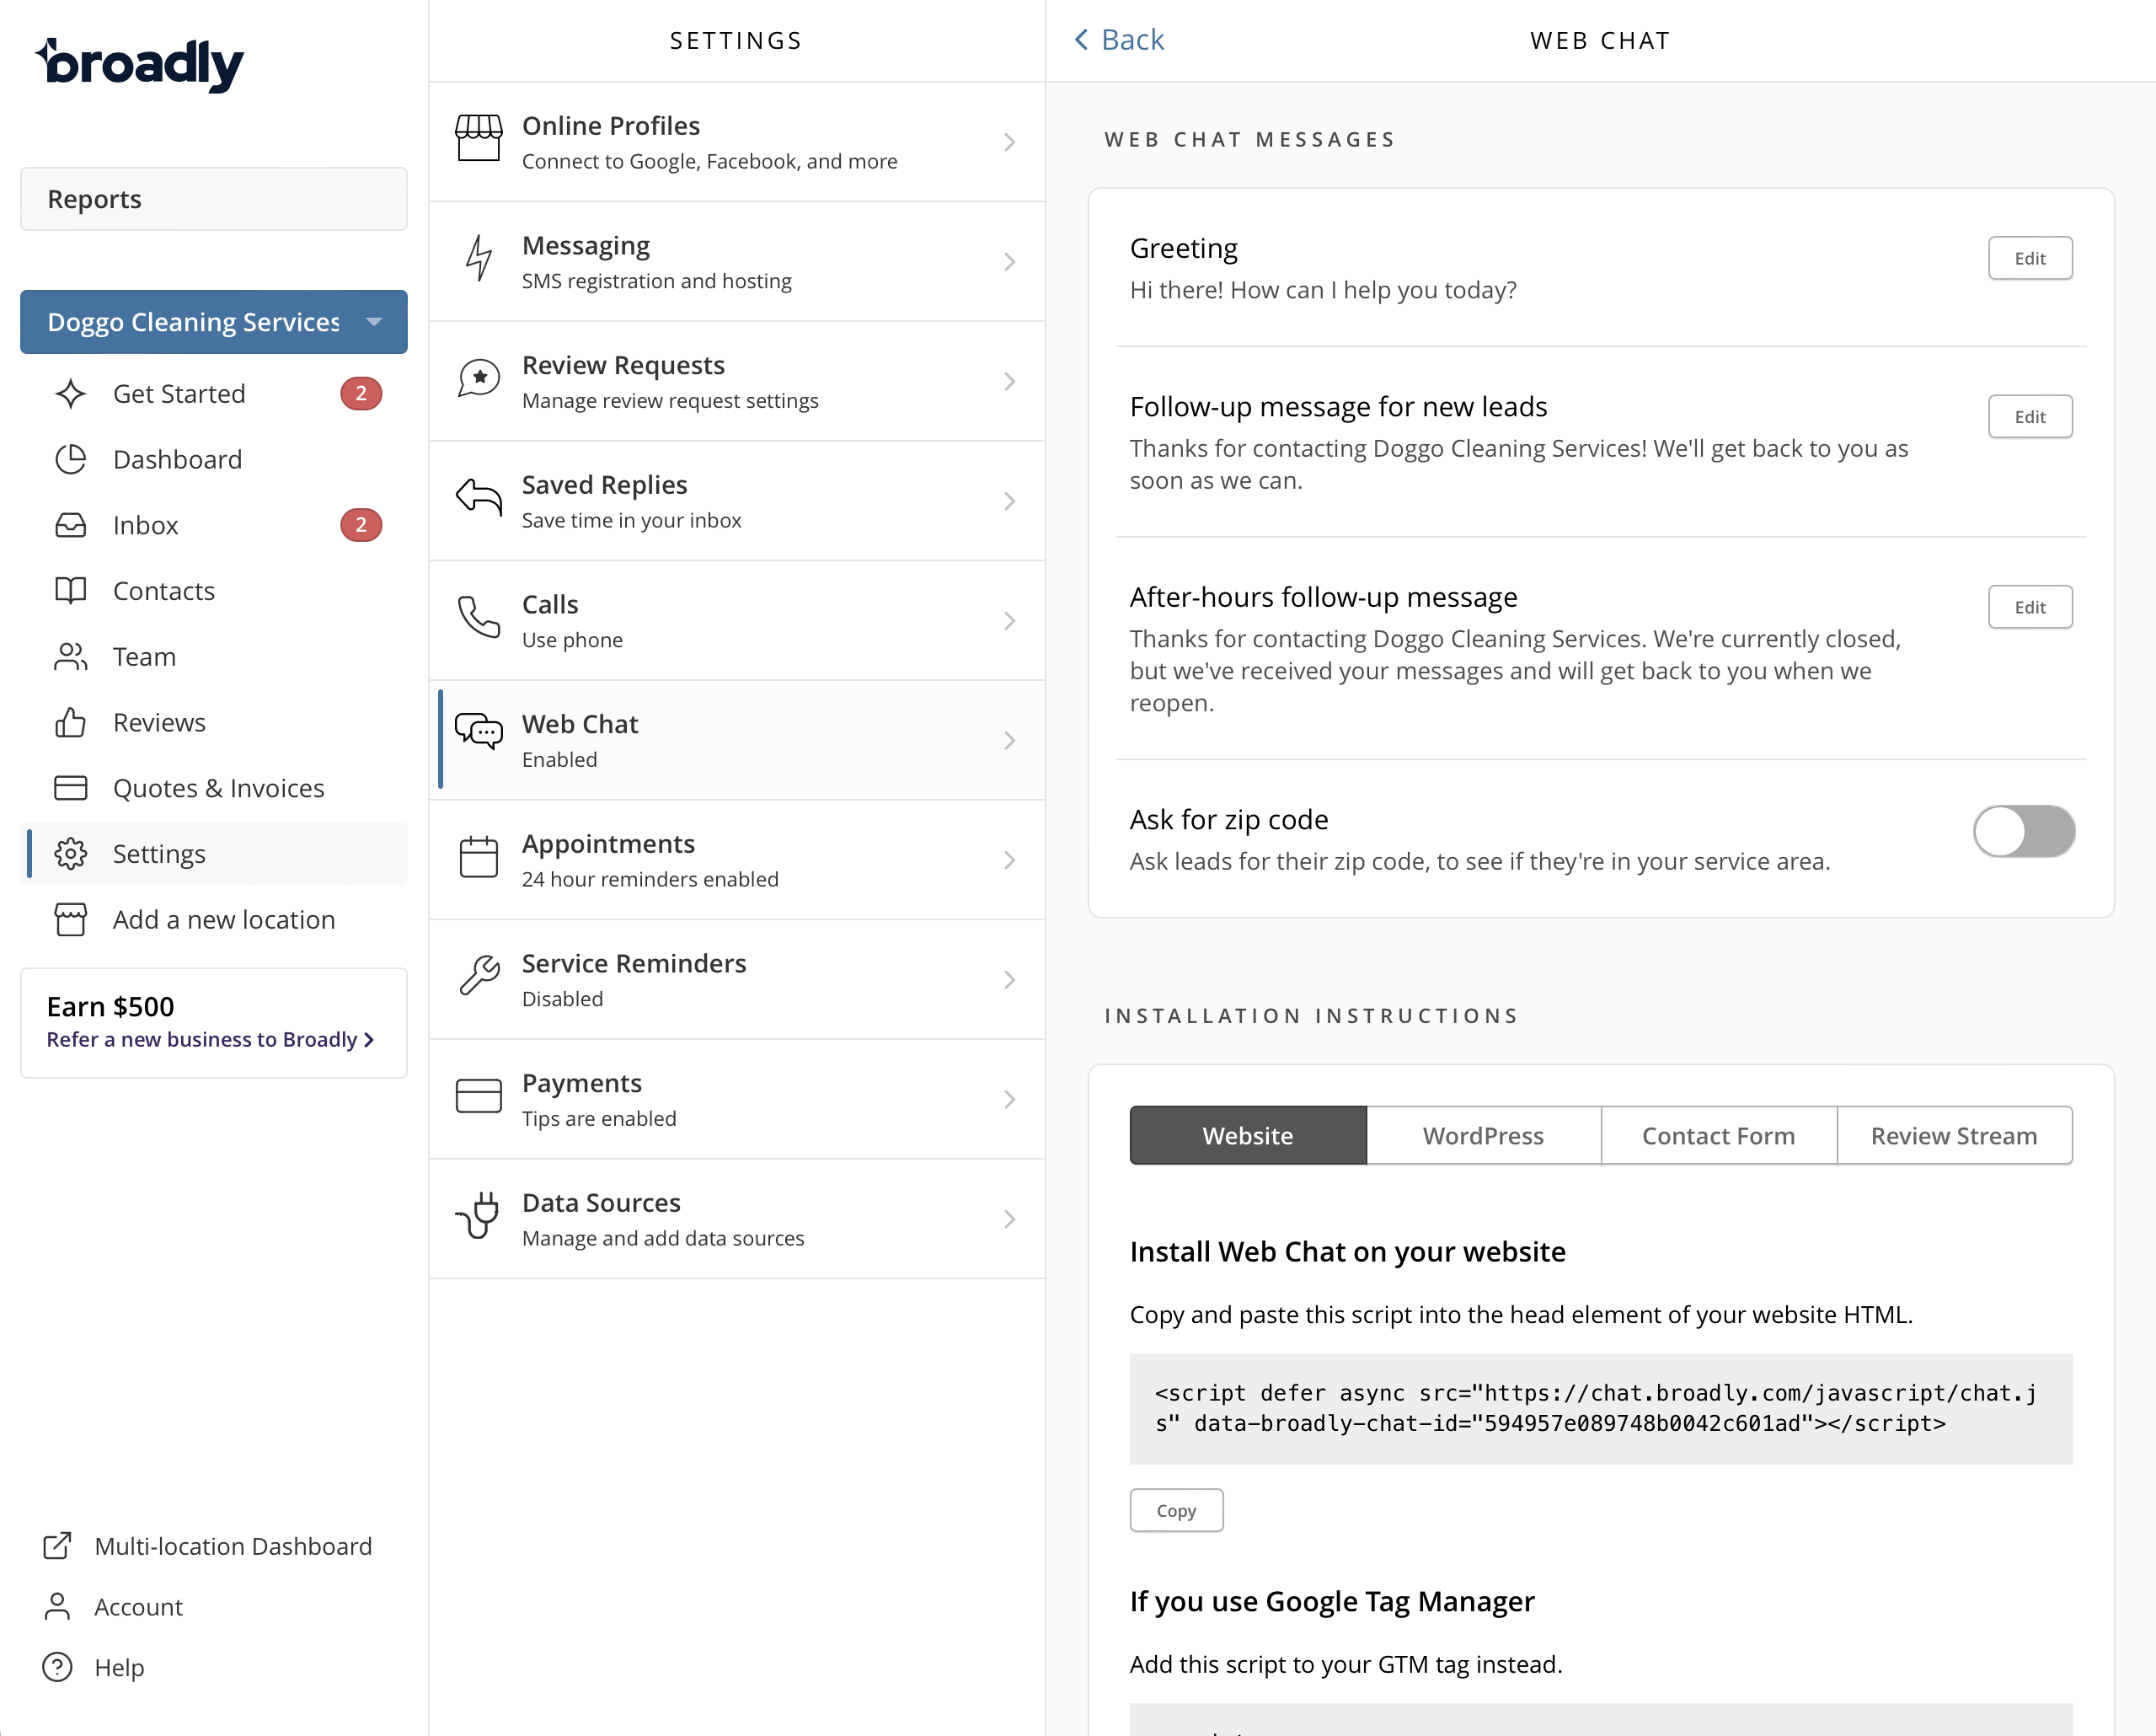 broadly
Reports
Doggo Cleaning Services
Get Started
2
Dashboard
Inbox
2
Contacts
Team
Reviews
Quotes & Invoices
Settings
Add a new location
Earn $500
Refer a new business to Broadly
Multi-location Dashboard
Account
Help
SETTINGS
Online Profiles
Connect to Google, Facebook, and more
Messaging
SMS registration and hosting
Review Requests
Manage review request settings
Saved Replies
Save time in your inbox
Calls
Use phone
Web Chat
Enabled
Appointments
24 hour reminders enabled
Service Reminders
Disabled
Payments
Tips are enabled
Data Sources
Manage and add data sources
Back
WEB CHAT
WEB CHAT MESSAGES
Greeting
Edit
Hi there! How can I help you today?
Follow-up message for new leads
Edit
Thanks for contacting Doggo Cleaning Services! We'll get back to you as
soon as we can.
After-hours follow-up message
Edit
Thanks for contacting Doggo Cleaning Services. We're currently closed,
but we've received your messages and will get back to you when we
reopen.
Ask for zip code
Ask leads for their zip code, to see if they're in your service area.
INSTALLATION INSTRUCTIONS
Website
WordPress
Contact Form
Review Stream
Install Web Chat on your website
Copy and paste this script into the head element of your website HTML.
<script defer async src="https://chat.broadly.com/javascript/chat.j
s" data-broadly-chat-id="594957e089748b0042c601ad"></script>
Copy
If you use Google Tag Manager
Add this script to your GTM tag instead.